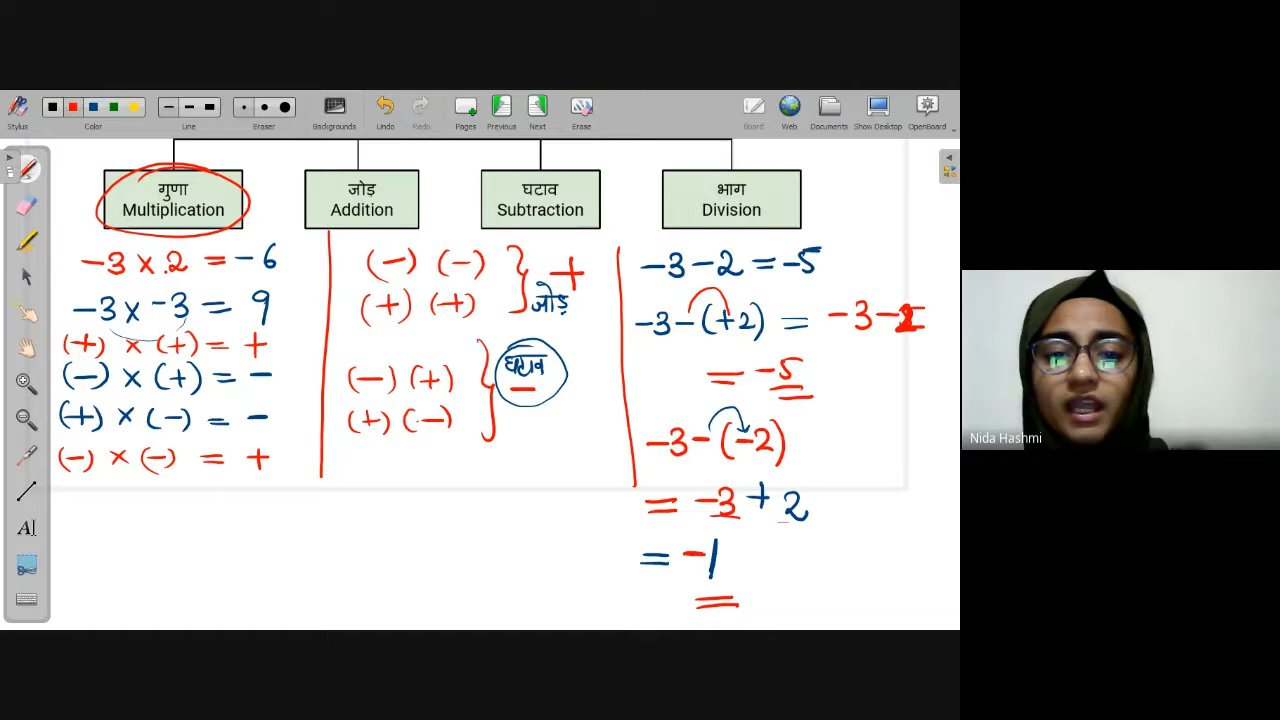 Stylus Color Line Eraser Backgrounds Undo Redo Pages Previous Next Erase Board Web Documents Show Desktop OpenBoard
गुणा
Multiplication
जोड़
Addition
घटाव
Subtraction
भाग
Division
-3 × 2 = -6
-3 × -3 = 9
(+) × (+) = +
(-) × (+) = -
(+) × (-) = -
(-) × (-) = +
(-) (-)
(+) (+)
+
जोड़
(-) (+)
(+) (-)
घटाव
-
-3 - 2 = -5
-3 - (+2) = -3 - 2
= -5
-3 - (-2)
= -3 + 2
= -1
Nida Hashmi